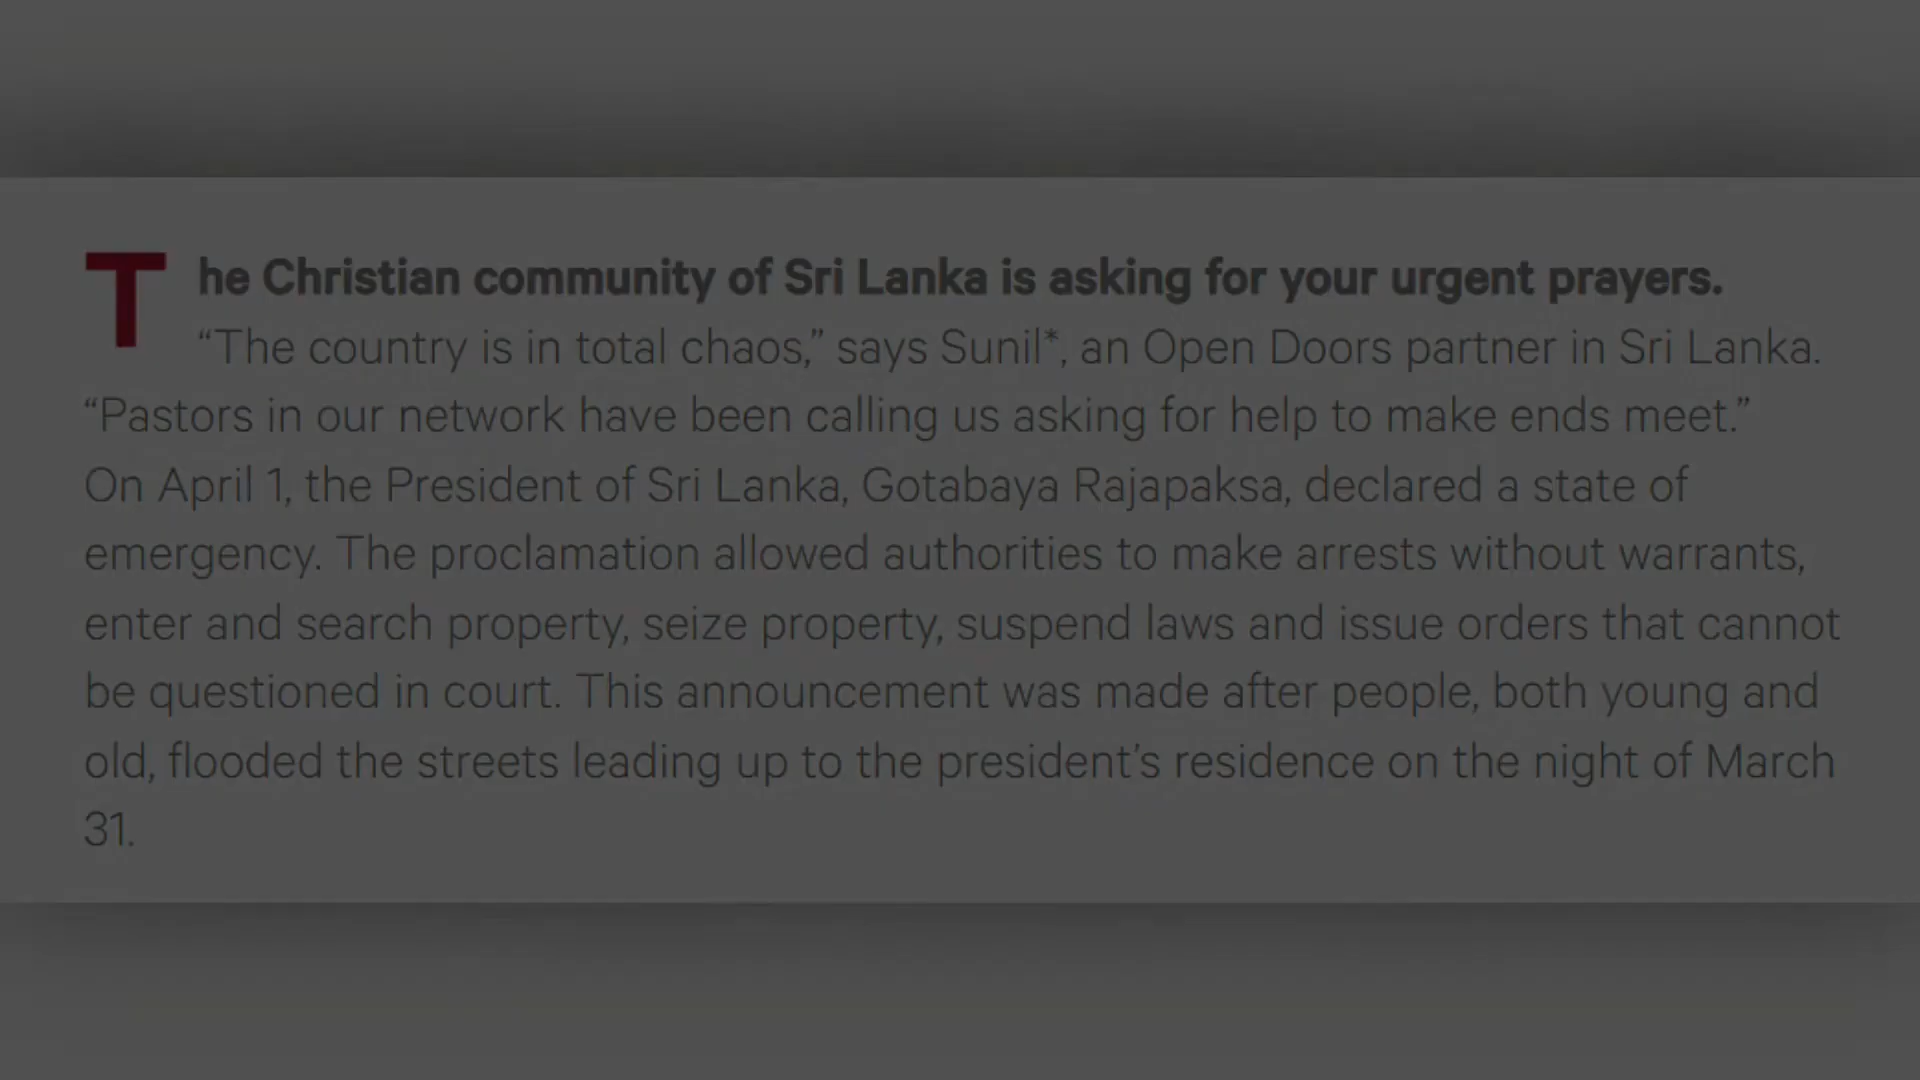 The Christian community of Sri Lanka is asking for your urgent prayers.
“The country is in total chaos,” says Sunil*, an Open Doors partner in Sri Lanka.
“Pastors in our network have been calling us asking for help to make ends meet.”
On April 1, the President of Sri Lanka, Gotabaya Rajapaksa, declared a state of
emergency. The proclamation allowed authorities to make arrests without warrants,
enter and search property, seize property, suspend laws and issue orders that cannot
be questioned in court. This announcement was made after people, both young and
old, flooded the streets leading up to the president’s residence on the night of March
31.